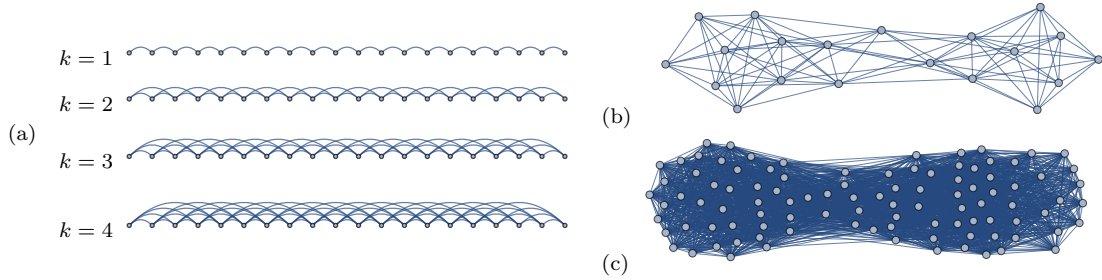 k = 1
k = 2
(a)
k = 3
k = 4
(b)
(c)